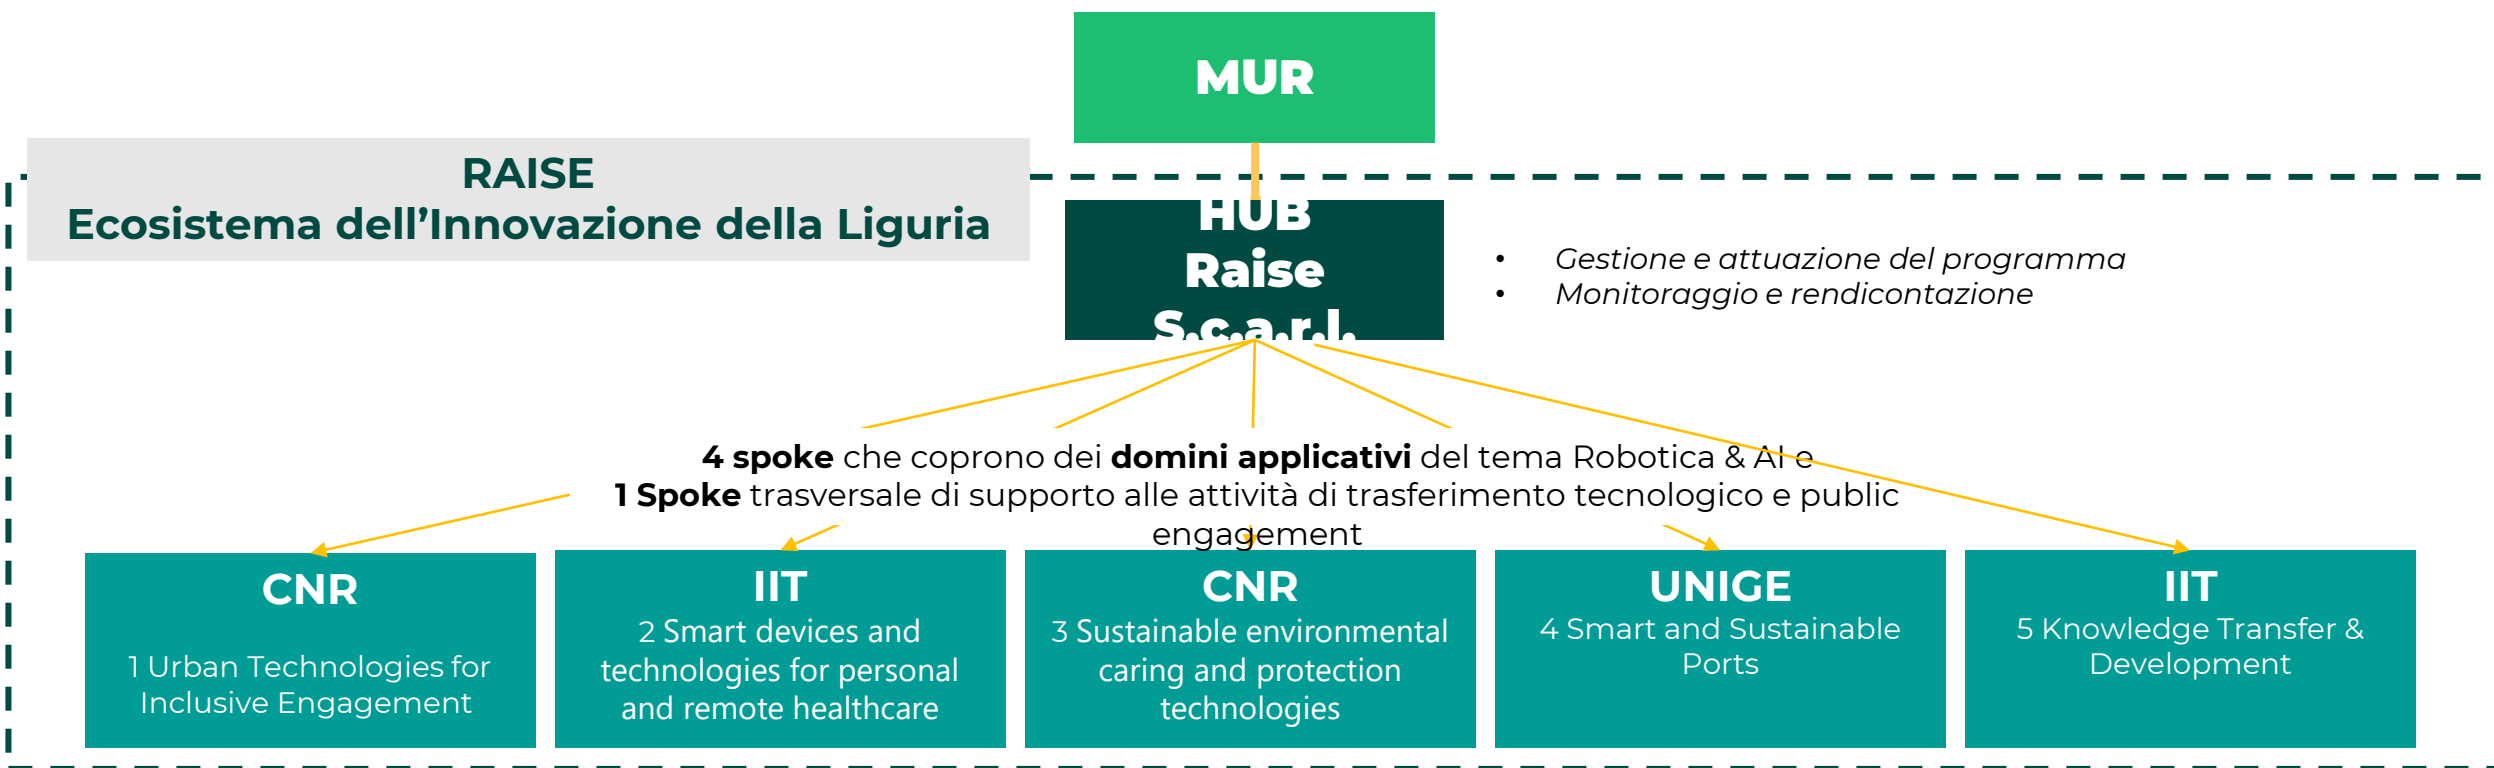 MUR
RAISE
Ecosistema dell’Innovazione della Liguria
HUB
Raise
S.c.a.r.l.
• Gestione e attuazione del programma
• Monitoraggio e rendicontazione
4 spoke che coprono dei domini applicativi del tema Robotica & AI e
1 Spoke trasversale di supporto alle attività di trasferimento tecnologico e public
engagement
CNR
1 Urban Technologies for
Inclusive Engagement
IIT
2 Smart devices and
technologies for personal
and remote healthcare
CNR
3 Sustainable environmental
caring and protection
technologies
UNIGE
4 Smart and Sustainable
Ports
IIT
5 Knowledge Transfer &
Development